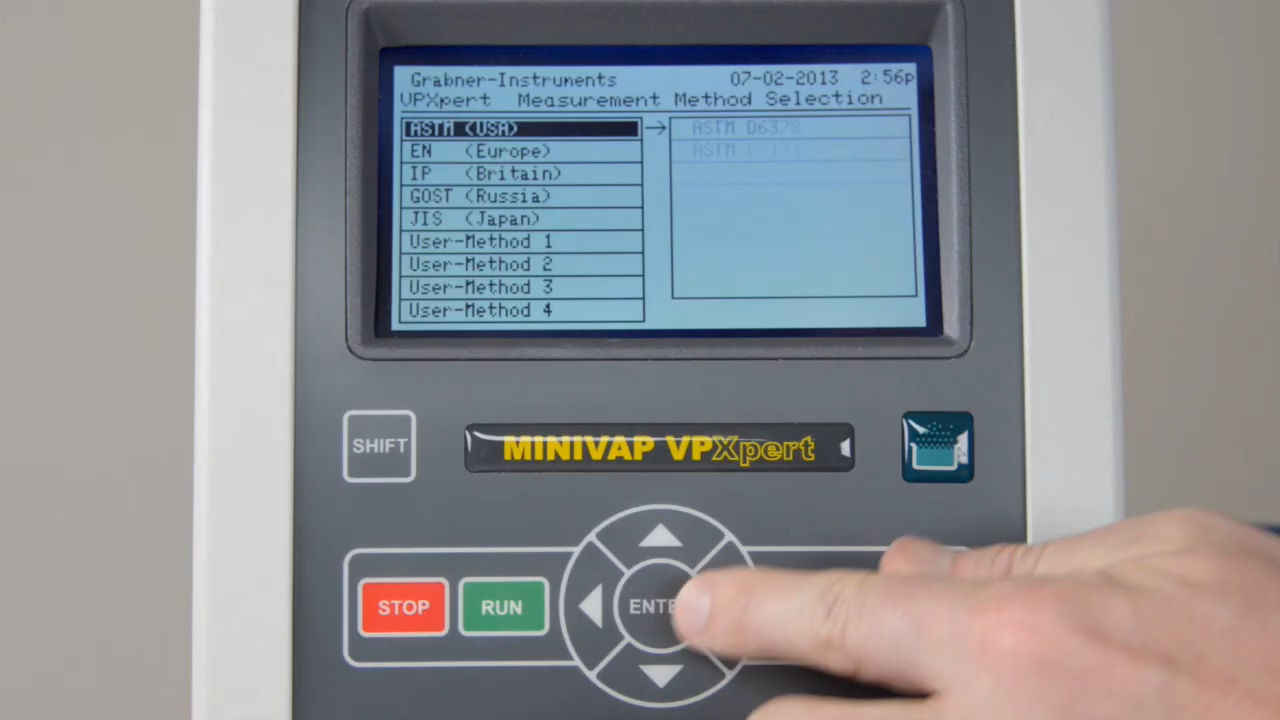 Grabner-Instruments 07-02-2013 2:56p
VPXpert Measurement Method Selection
ASTM (USA)
EN (Europe)
IP (Britain)
GOST (Russia)
JIS (Japan)
User-Method 1
User-Method 2
User-Method 3
User-Method 4
ASTM D6378
ASTM
SHIFT
MINIVAP VPXpert
STOP
RUN